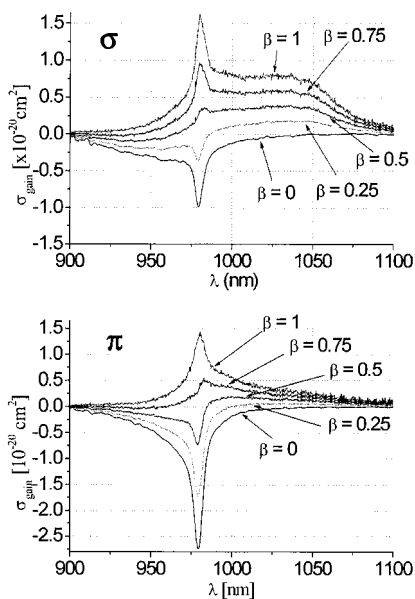 σ
1.5
1.0
0.5
0.0
-0.5
-1.0
-1.5
σgain [x10-20 cm2]
β = 1
β = 0.75
β = 0.5
β = 0.25
β = 0
900
950
1000
1050
1100
λ (nm)
π
1.5
1.0
0.5
0.0
-0.5
-1.0
-1.5
-2.0
-2.5
σgain [10-20 cm2]
β = 1
β = 0.75
β = 0.5
β = 0.25
β = 0
900
950
1000
1050
1100
λ [nm]